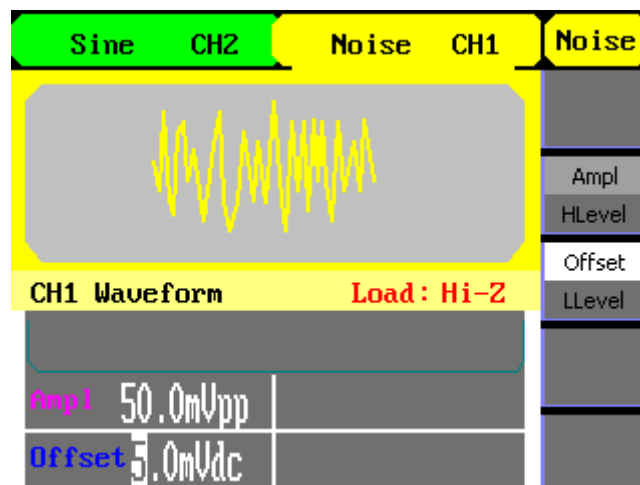 Sine CH2 Noise CH1 Noise
Ampl
HLevel
Offset
LLevel
CH1 Waveform Load: Hi-Z
Ampl 50.0mVpp
Offset 5.0mVdc